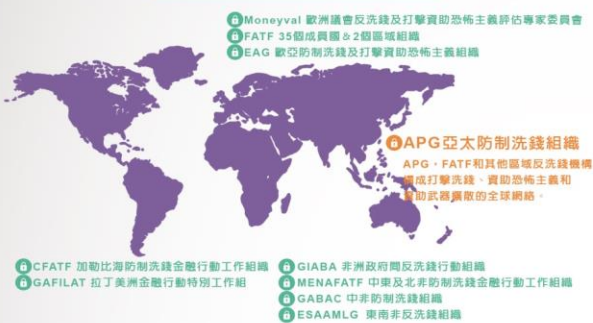 Moneyval 歐洲議會反洗錢及打擊資助恐怖主義評估專家委員會
FATF 35個成員國&2個區域組織
EAG 歐亞防制洗錢及打擊資助恐怖主義組織
APG亞太防制洗錢組織
APG,FATF和其他區域反洗錢機構
構成打擊洗錢、資助恐怖主義和
資助武器擴散的全球網絡。
CFATF 加勒比海防制洗錢金融行動工作組織
GAFILAT 拉丁美洲金融行動特別工作組
GIABA 非洲政府間反洗錢行動組織
MENAFATF 中東及北非防制洗錢金融行動工作組織
GABAC 中非防制洗錢組織
ESAAMLG 東南非反洗錢組織